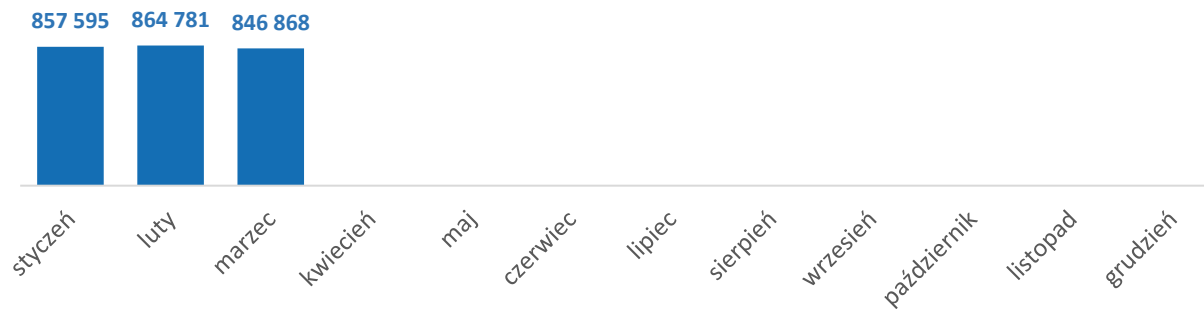 857 595 864 781 846 868
styczeń luty marzec kwiecień maj czerwiec lipiec sierpień wrzesień październik listopad grudzień